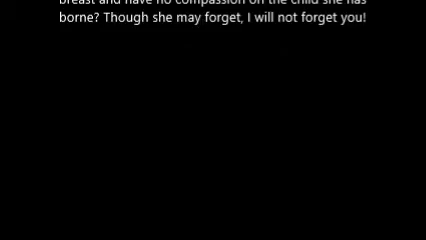 breast and have no compassion on the child she has
borne? Though she may forget, I will not forget you!